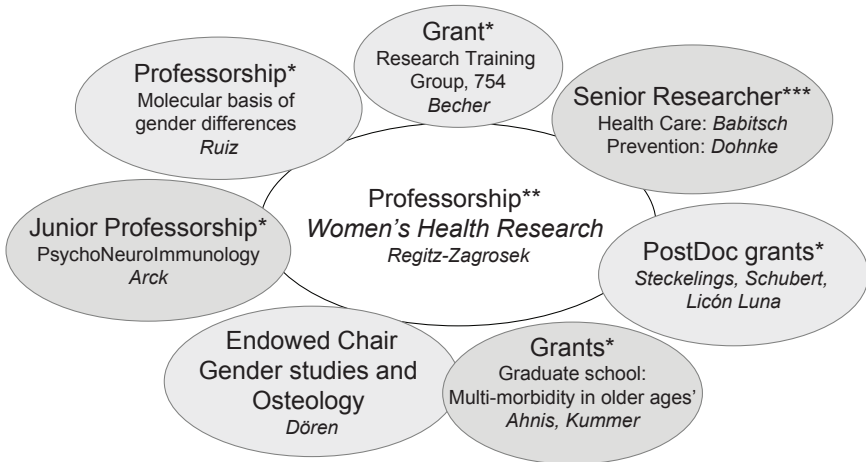 Grant*
Research Training
Group, 754
Becher
Professorship*
Molecular basis of
gender differences
Ruiz
Senior Researcher***
Health Care: Babitsch
Prevention: Dohnke
Professorship**
Women's Health Research
Regitz-Zagrosek
Junior Professorship*
PsychoNeuroImmunology
Arck
PostDoc grants*
Steckelings, Schubert,
Licón Luna
Endowed Chair
Gender studies and
Osteology
Dören
Grants*
Graduate school:
Multi-morbidity in older ages’
Ahnis, Kummer